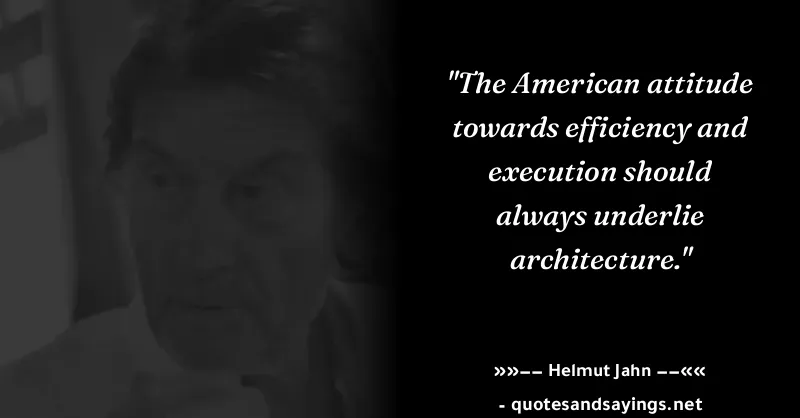 "The American attitude
towards efficiency and
execution should
always underlie
architecture."
»»−− Helmut Jahn −−««
- quotesandsayings.net